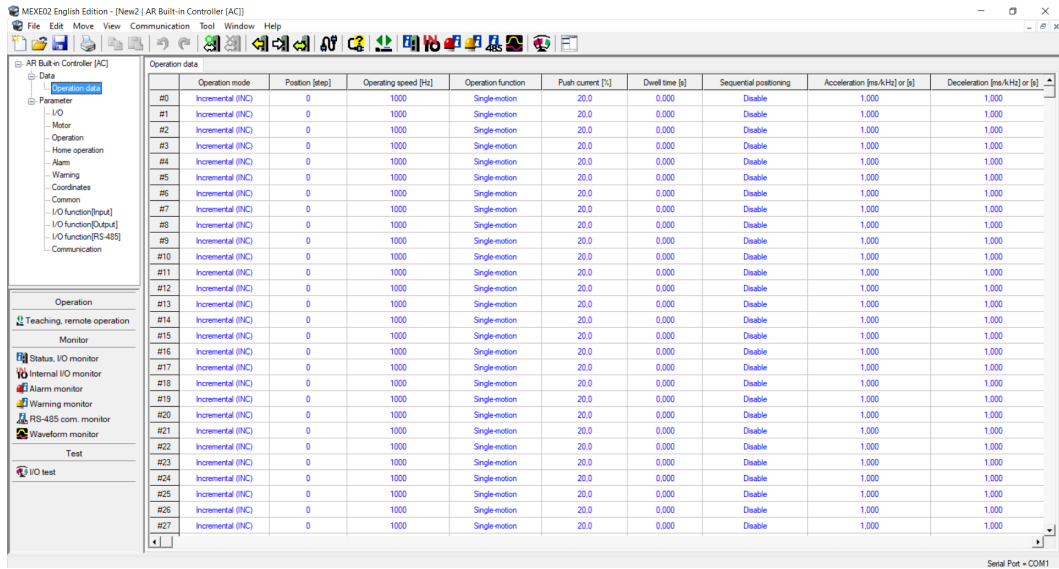 MEXE02 English Edition - [New2 | AR Built-in Controller [AC]]
File Edit Move View Communication Tool Window Help
AR Built-in Controller [AC]
Data
Operation data
Parameter
I/O
Motor
Operation
Home operation
Alarm
Warning
Coordinates
Common
I/O function[Input]
I/O function[Output]
I/O function[RS-485]
Communication
Operation
Teaching, remote operation
Monitor
Status, I/O monitor
Internal I/O monitor
Alarm monitor
Warning monitor
RS-485 com. monitor
Waveform monitor
Test
I/O test
Operation data
Operation mode Position [step] Operating speed [Hz] Operation function Push current [%] Dwell time [s] Sequential positioning Acceleration [ms/kHz] or [s] Deceleration [ms/kHz] or [s]
#0 Incremental (INC) 0 1000 Single-motion 20,0 0,000 Disable 1,000 1,000
#1 Incremental (INC) 0 1000 Single-motion 20,0 0,000 Disable 1,000 1,000
#2 Incremental (INC) 0 1000 Single-motion 20,0 0,000 Disable 1,000 1,000
#3 Incremental (INC) 0 1000 Single-motion 20,0 0,000 Disable 1,000 1,000
#4 Incremental (INC) 0 1000 Single-motion 20,0 0,000 Disable 1,000 1,000
#5 Incremental (INC) 0 1000 Single-motion 20,0 0,000 Disable 1,000 1,000
#6 Incremental (INC) 0 1000 Single-motion 20,0 0,000 Disable 1,000 1,000
#7 Incremental (INC) 0 1000 Single-motion 20,0 0,000 Disable 1,000 1,000
#8 Incremental (INC) 0 1000 Single-motion 20,0 0,000 Disable 1,000 1,000
#9 Incremental (INC) 0 1000 Single-motion 20,0 0,000 Disable 1,000 1,000
#10 Incremental (INC) 0 1000 Single-motion 20,0 0,000 Disable 1,000 1,000
#11 Incremental (INC) 0 1000 Single-motion 20,0 0,000 Disable 1,000 1,000
#12 Incremental (INC) 0 1000 Single-motion 20,0 0,000 Disable 1,000 1,000
#13 Incremental (INC) 0 1000 Single-motion 20,0 0,000 Disable 1,000 1,000
#14 Incremental (INC) 0 1000 Single-motion 20,0 0,000 Disable 1,000 1,000
#15 Incremental (INC) 0 1000 Single-motion 20,0 0,000 Disable 1,000 1,000
#16 Incremental (INC) 0 1000 Single-motion 20,0 0,000 Disable 1,000 1,000
#17 Incremental (INC) 0 1000 Single-motion 20,0 0,000 Disable 1,000 1,000
#18 Incremental (INC) 0 1000 Single-motion 20,0 0,000 Disable 1,000 1,000
#19 Incremental (INC) 0 1000 Single-motion 20,0 0,000 Disable 1,000 1,000
#20 Incremental (INC) 0 1000 Single-motion 20,0 0,000 Disable 1,000 1,000
#21 Incremental (INC) 0 1000 Single-motion 20,0 0,000 Disable 1,000 1,000
#22 Incremental (INC) 0 1000 Single-motion 20,0 0,000 Disable 1,000 1,000
#23 Incremental (INC) 0 1000 Single-motion 20,0 0,000 Disable 1,000 1,000
#24 Incremental (INC) 0 1000 Single-motion 20,0 0,000 Disable 1,000 1,000
#25 Incremental (INC) 0 1000 Single-motion 20,0 0,000 Disable 1,000 1,000
#26 Incremental (INC) 0 1000 Single-motion 20,0 0,000 Disable 1,000 1,000
#27 Incremental (INC) 0 1000 Single-motion 20,0 0,000 Disable 1,000 1,000
Serial Port = COM1